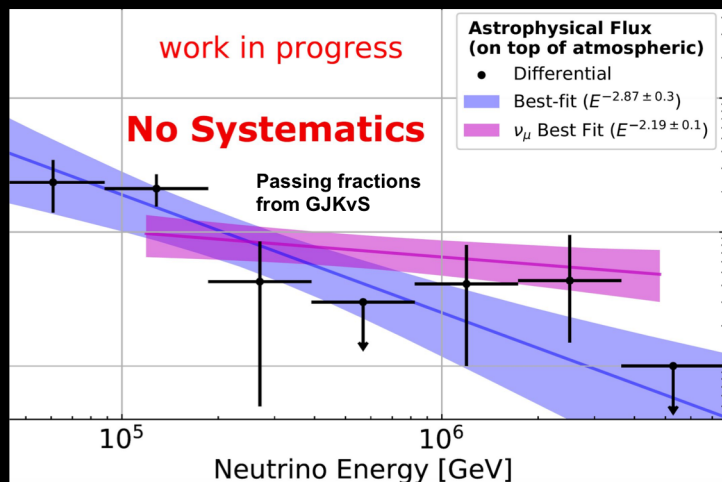 work in progress
No Systematics
Passing fractions
from GJKvS
Astrophysical Flux
(on top of atmospheric)
Differential
Best-fit (E^{-2.87 ± 0.3})
ν_μ Best Fit (E^{-2.19 ± 0.1})
10^5 10^6
Neutrino Energy [GeV]